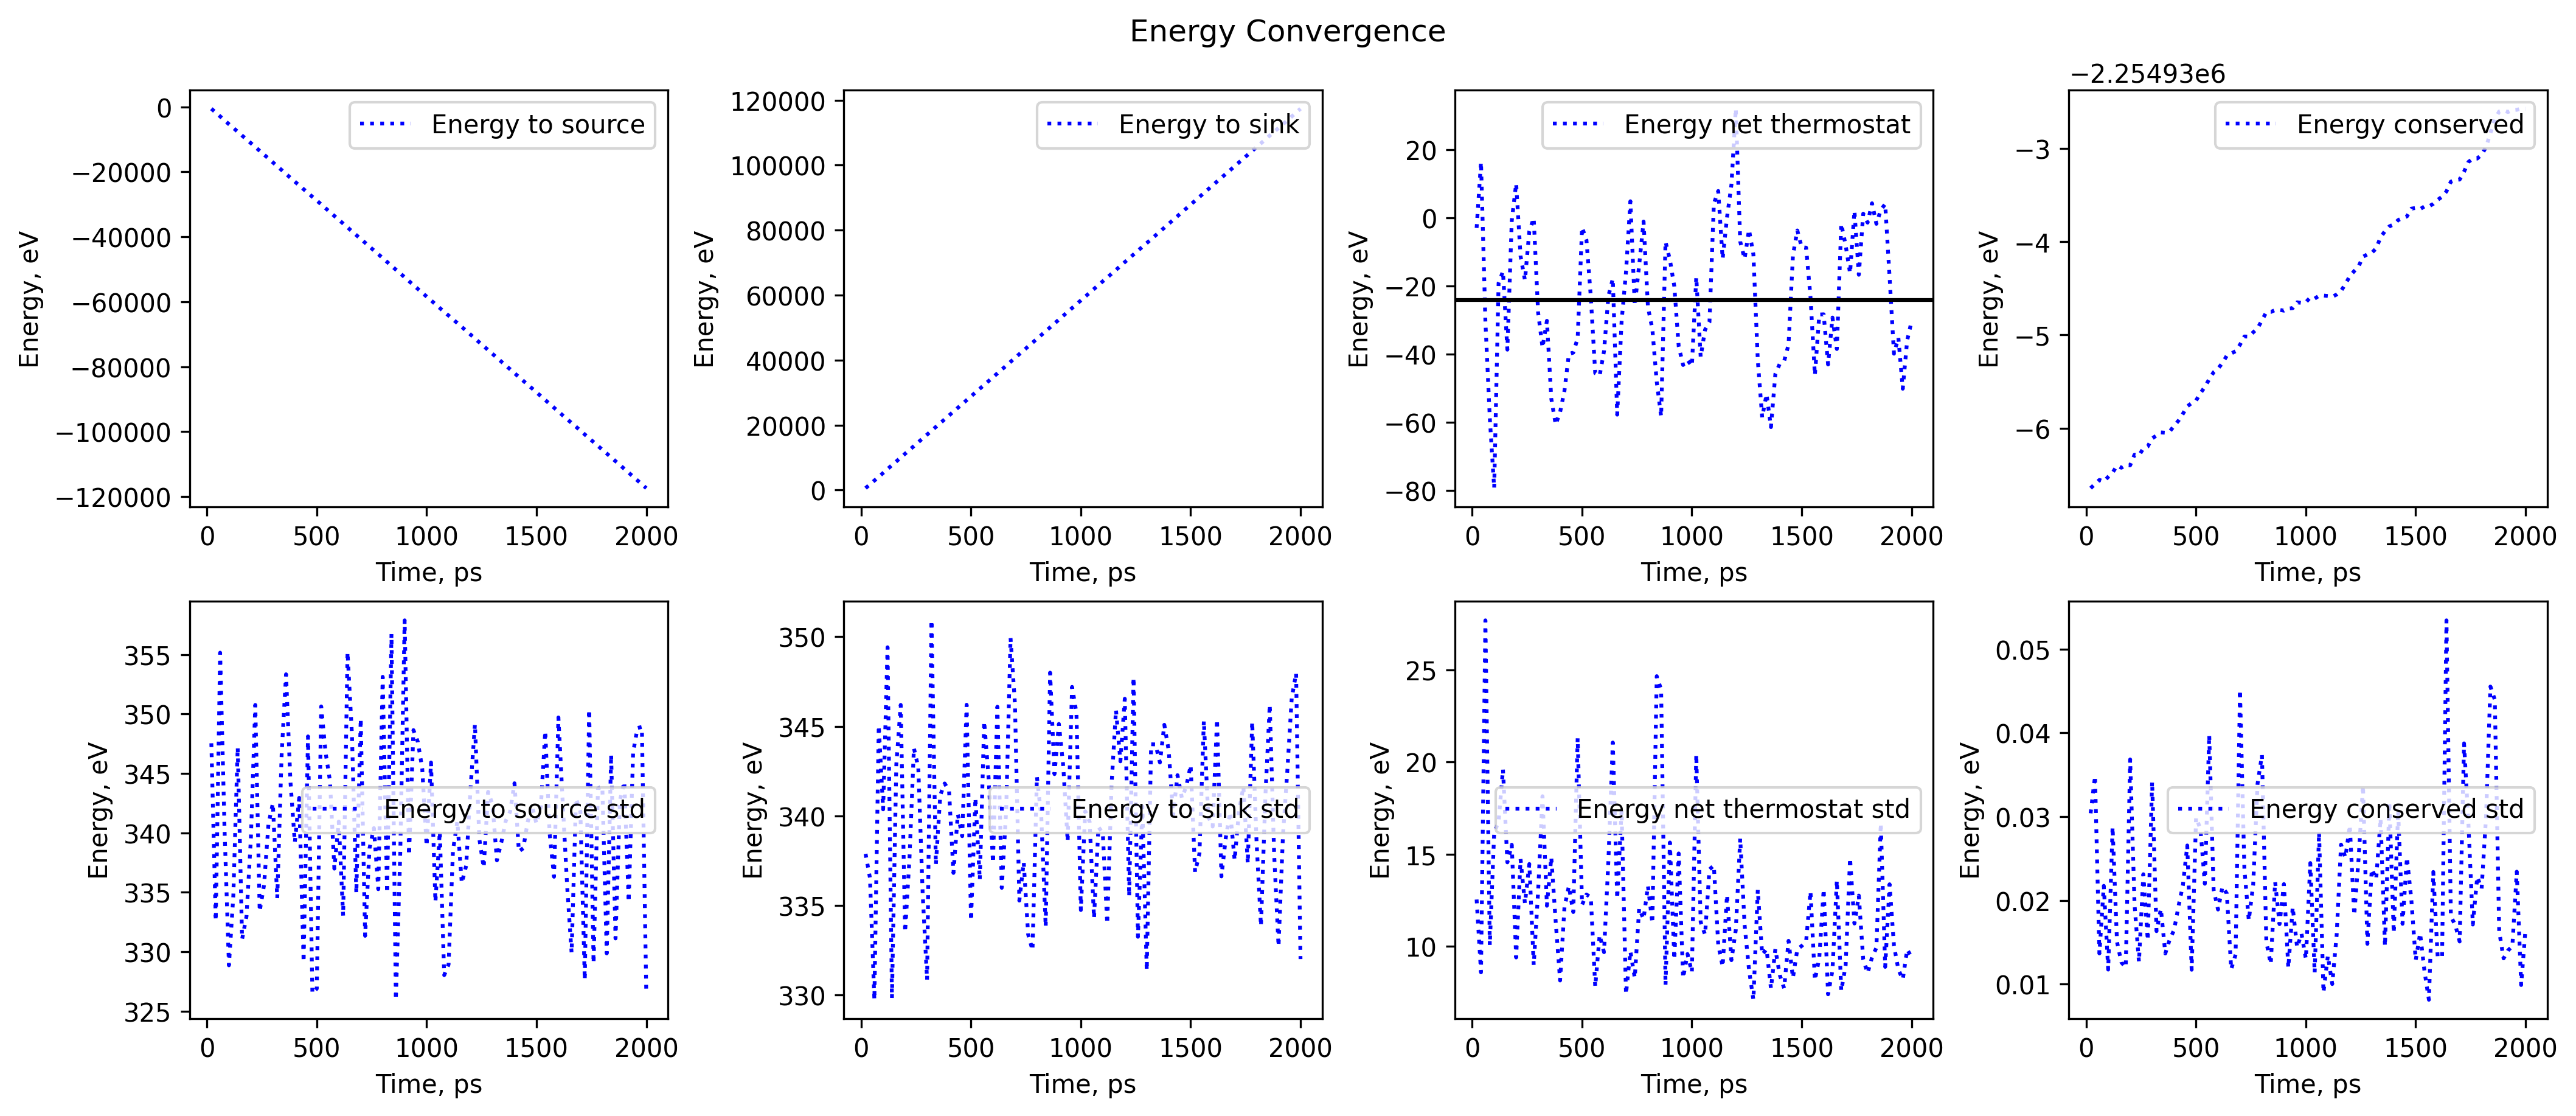 Energy Convergence
Energy to source
0
−20000
−40000
−60000
−80000
−100000
−120000
Energy, eV
0 500 1000 1500 2000
Time, ps
Energy to sink
120000
100000
80000
60000
40000
20000
0
Energy, eV
0 500 1000 1500 2000
Time, ps
Energy net thermostat
20
0
−20
−40
−60
−80
Energy, eV
0 500 1000 1500 2000
Time, ps
−2.25493e6
Energy conserved
−3
−4
−5
−6
Energy, eV
0 500 1000 1500 2000
Time, ps
355
350
345
340
335
330
325
Energy to source std
Energy, eV
0 500 1000 1500 2000
Time, ps
350
345
340
335
330
Energy to sink std
Energy, eV
0 500 1000 1500 2000
Time, ps
25
20
15
10
Energy net thermostat std
Energy, eV
0 500 1000 1500 2000
Time, ps
0.05
0.04
0.03
0.02
0.01
Energy conserved std
Energy, eV
0 500 1000 1500 2000
Time, ps